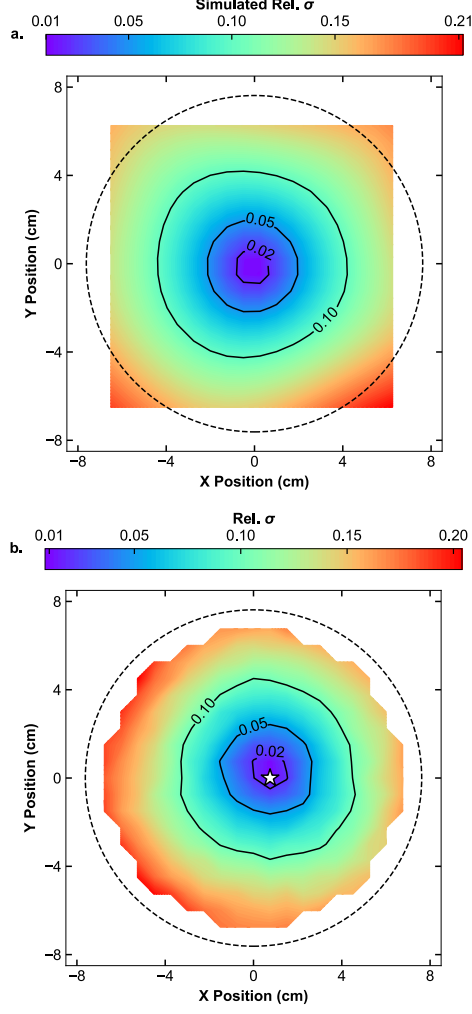 Simulated Rel. σ
a.
0.01 0.05 0.10 0.15 0.21
8
4
0
−4
−8
Y Position (cm)
0.05
0.02
0.10
−8 −4 0 4 8
X Position (cm)
Rel. σ
b.
0.01 0.05 0.10 0.15 0.20
8
4
0
−4
−8
Y Position (cm)
0.10
0.05
0.02
−8 −4 0 4 8
X Position (cm)